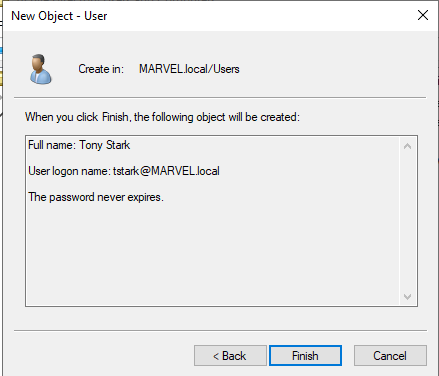 New Object - User
Create in: MARVEL.local/Users
When you click Finish, the following object will be created:
Full name: Tony Stark
User logon name: tstark@MARVEL.local
The password never expires.
< Back Finish Cancel